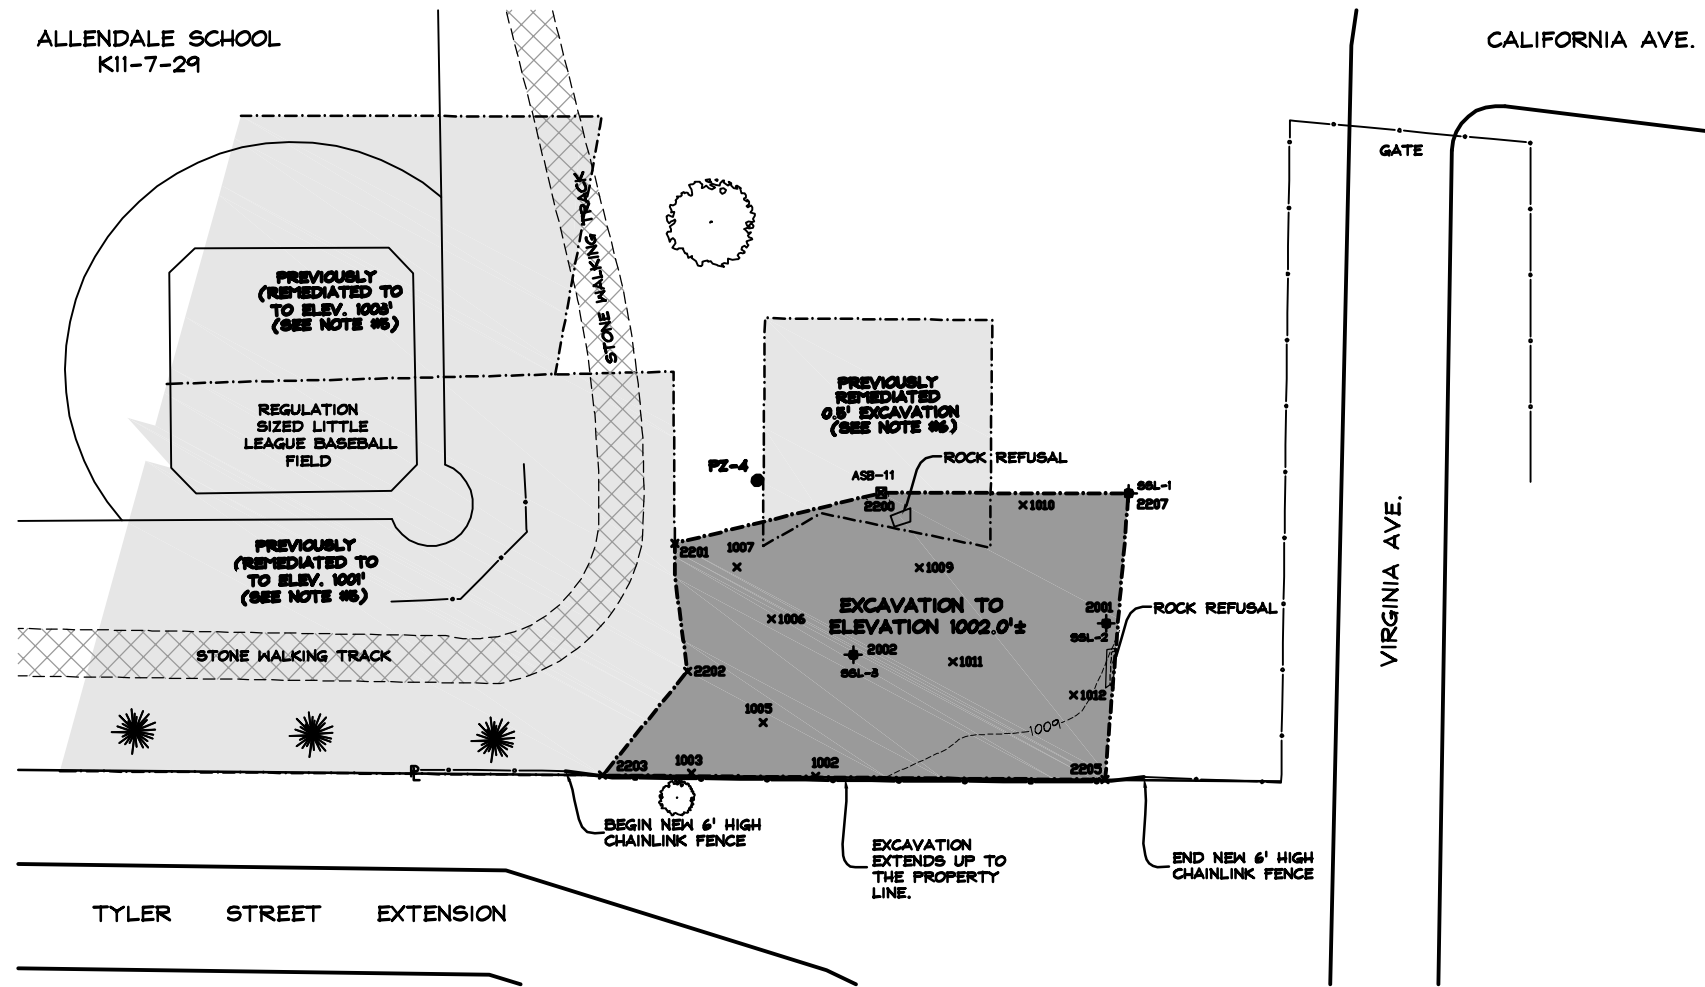 ALLENDALE SCHOOL
K11-7-29
CALIFORNIA AVE.
GATE
STONE WALKING TRACK
PREVIOUSLY
(REMEDIATED TO
TO ELEV. 1003'
(SEE NOTE #5)
REGULATION
SIZED LITTLE
LEAGUE BASEBALL
FIELD
PREVIOUSLY
REMEDIATED
0.5' EXCAVATION
(SEE NOTE #6)
PZ-4
ASB-11
ROCK REFUSAL
SSL-1
2200
1010
2207
VIRGINIA AVE.
PREVIOUSLY
(REMEDIATED TO
TO ELEV. 1001'
(SEE NOTE #5)
2201
1007
1009
EXCAVATION TO
ELEVATION 1002.0'±
2001
ROCK REFUSAL
1006
SSL-2
2002
STONE WALKING TRACK
1011
2202
SSL-3
1012
1005
1009
2203
1003
1002
2205
BEGIN NEW 6' HIGH
CHAINLINK FENCE
EXCAVATION
EXTENDS UP TO
THE PROPERTY
LINE.
END NEW 6' HIGH
CHAINLINK FENCE
TYLER STREET EXTENSION